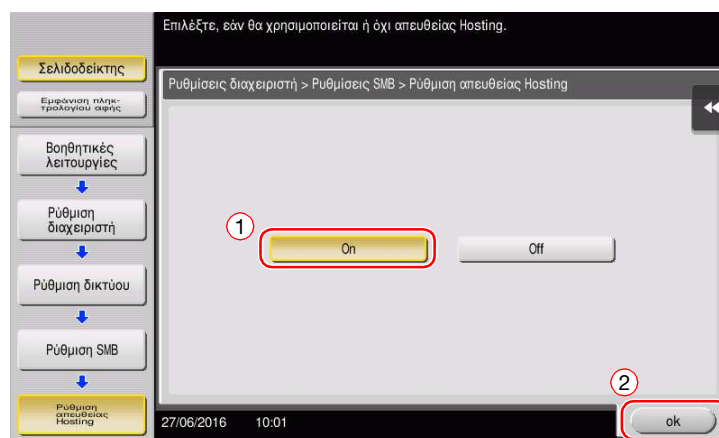 Επιλέξτε, εάν θα χρησιμοποιείται ή όχι απευθείας Hosting.
Σελιδοδείκτης
Εμφάνιση πληκ-
τρολογίου αφής
Βοηθητικές
λειτουργίες
Ρύθμιση
διαχειριστή
Ρύθμιση δικτύου
Ρύθμιση SMB
Ρύθμιση
απευθείας
Hosting
Ρυθμίσεις διαχειριστή > Ρυθμίσεις SMB > Ρύθμιση απευθείας Hosting
1
On
Off
2
27/06/2016 10:01
ok